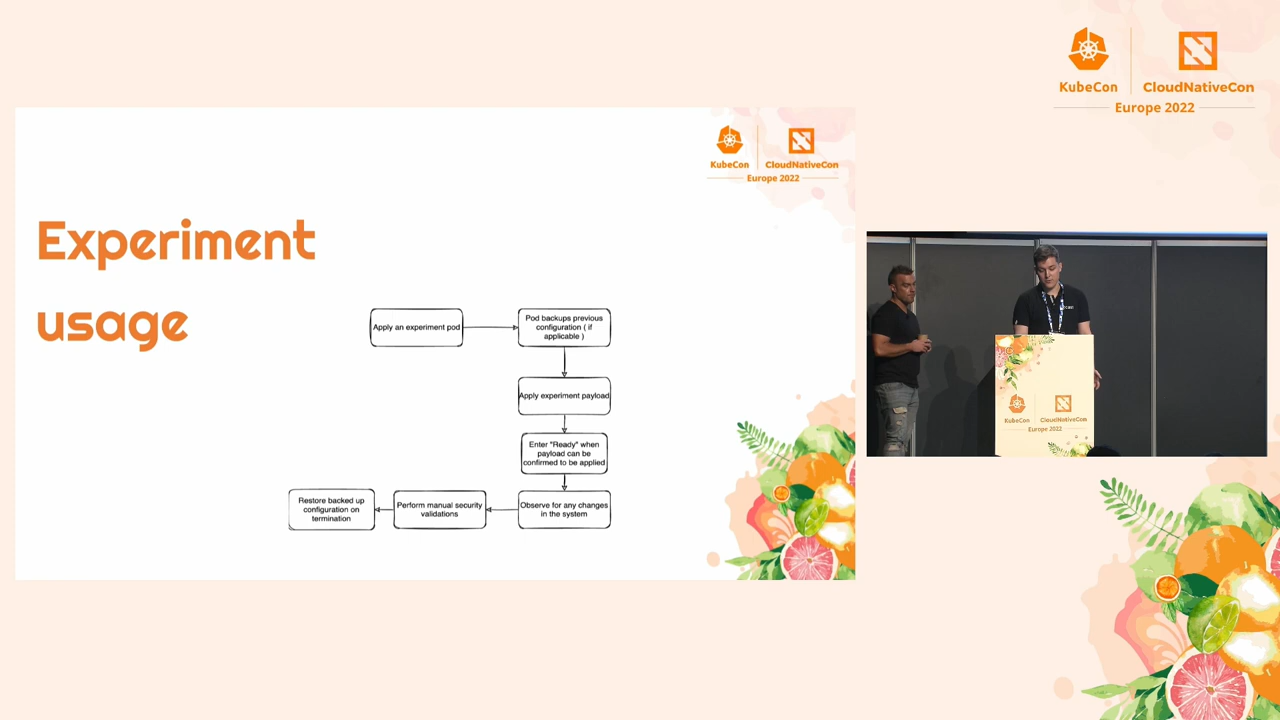 KubeCon
CloudNativeCon
Europe 2022
KubeCon
CloudNativeCon
Europe 2022
Experiment
usage
Apply an experiment pod
Pod backups previous
configuration ( if
applicable )
Apply experiment payload
Enter "Ready" when
payload can be
confirmed to be applied
Observe for any changes
in the system
Perform manual security
validations
Restore backed up
configuration on
termination
KubeCon
CloudNativeCon
Europe 2022